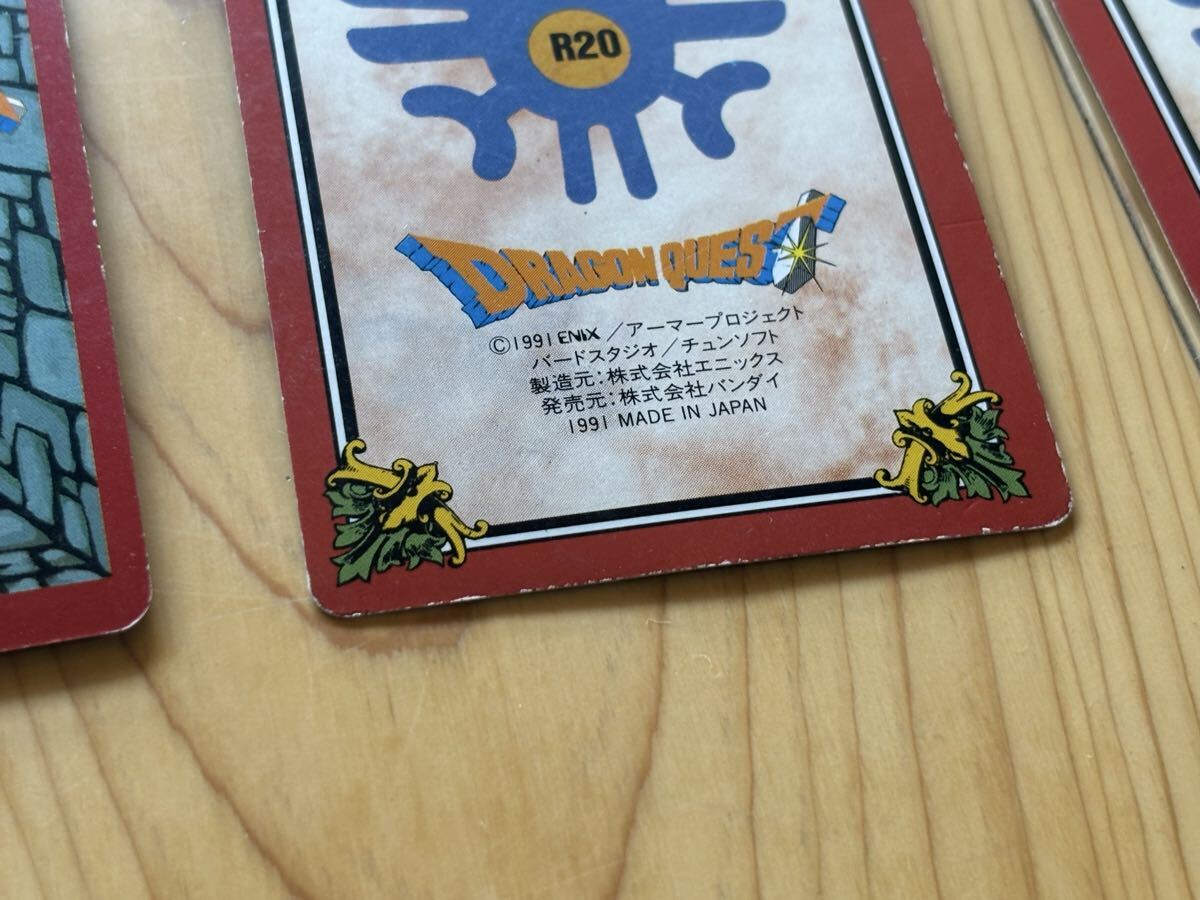 R20
DRAGON QUEST
©1991 ENIX／アーマープロジェクト
バードスタジオ／チュンソフト
製造元：株式会社エニックス
発売元：株式会社バンダイ
1991 MADE IN JAPAN